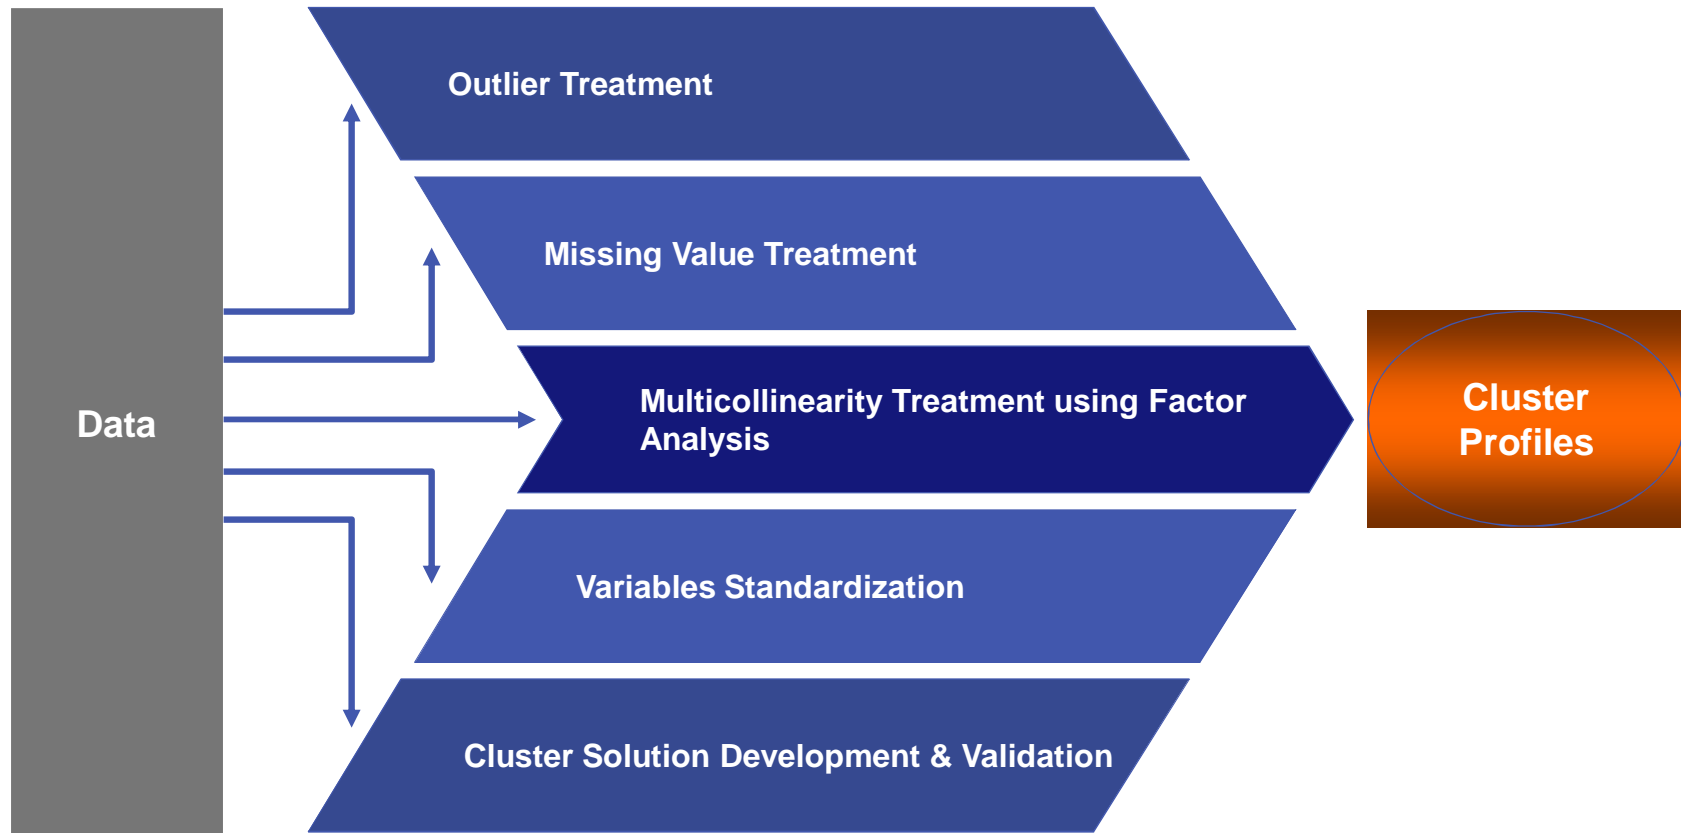 Data
Outlier Treatment
Missing Value Treatment
Multicollinearity Treatment using Factor
Analysis
Variables Standardization
Cluster Solution Development & Validation
Cluster
Profiles